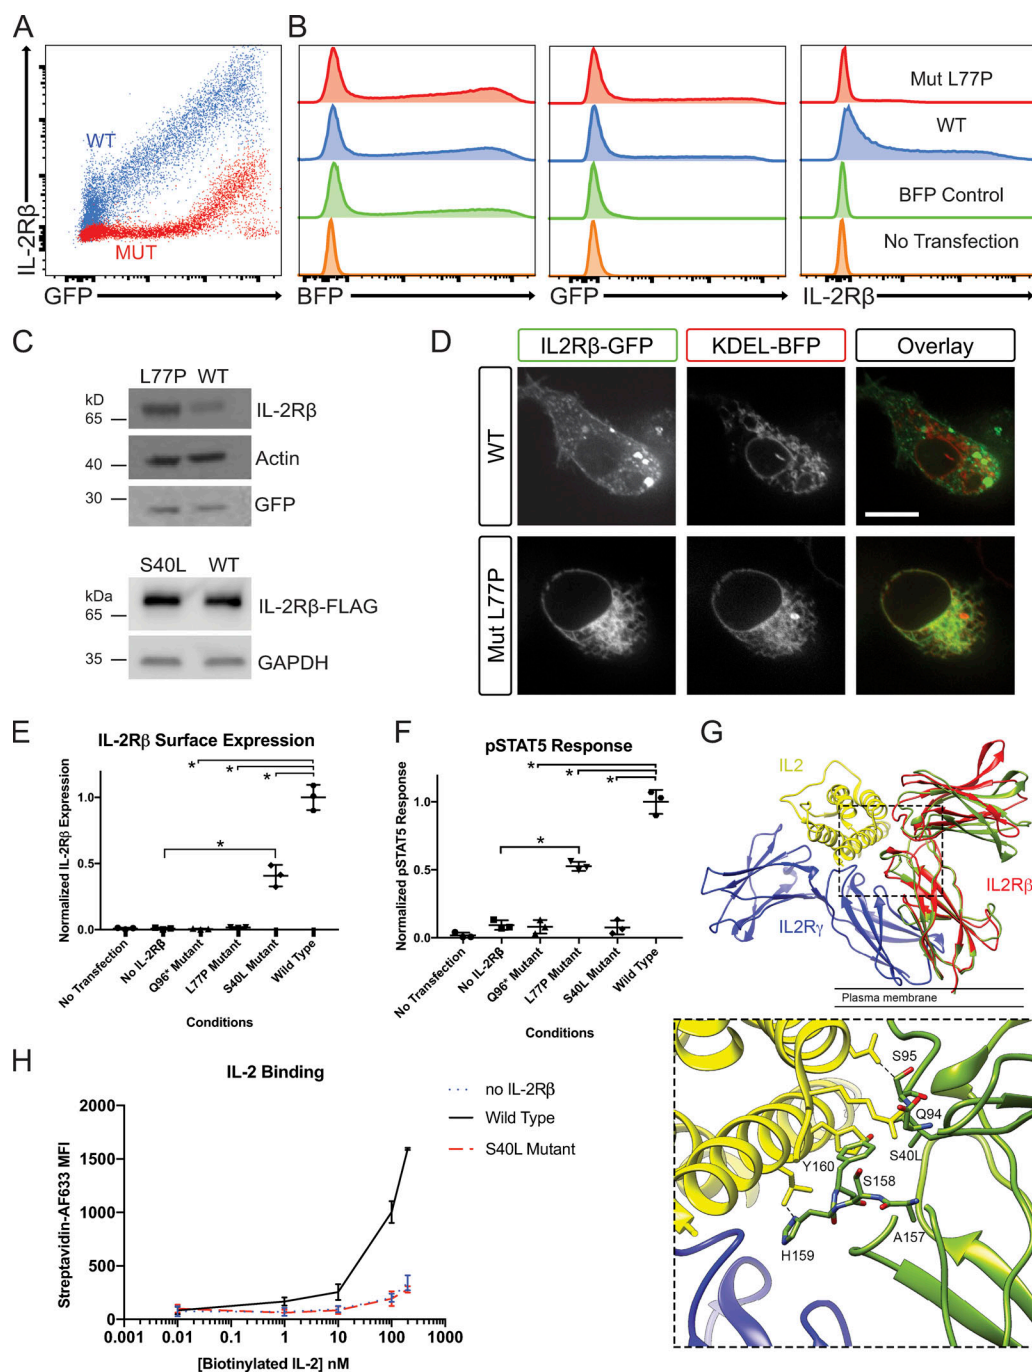 A
IL-2Rβ
WT
MUT
GFP
B
BFP
GFP
IL-2Rβ
Mut L77P
WT
BFP Control
No Transfection
C
L77P WT
kD
65
IL-2Rβ
40
Actin
30
GFP
S40L WT
kDa
65
IL-2Rβ-FLAG
35
GAPDH
D
IL2Rβ-GFP
KDEL-BFP
Overlay
WT
Mut L77P
E
IL-2Rβ Surface Expression
Normalized IL-2Rβ Expression
1.0
0.5
0.0
* * *
*
No Transfection
No IL-2Rβ
Q96* Mutant
L77P Mutant
S40L Mutant
Wild Type
Conditions
F
pSTAT5 Response
Normalized pSTAT5 Response
1.0
0.5
0.0
* * *
*
No Transfection
No IL-2Rβ
Q96* Mutant
L77P Mutant
S40L Mutant
Wild Type
Conditions
G
IL2
IL2Rβ
IL2Rγ
Plasma membrane
S95
Q94
S40L
Y160
S158
A157
H159
H
IL-2 Binding
Streptavidin-AF633 MFI
2000
1500
1000
500
0
0.001 0.01 0.1 1 10 100 1000
[Biotinylated IL-2] nM
no IL-2Rβ
Wild Type
S40L Mutant